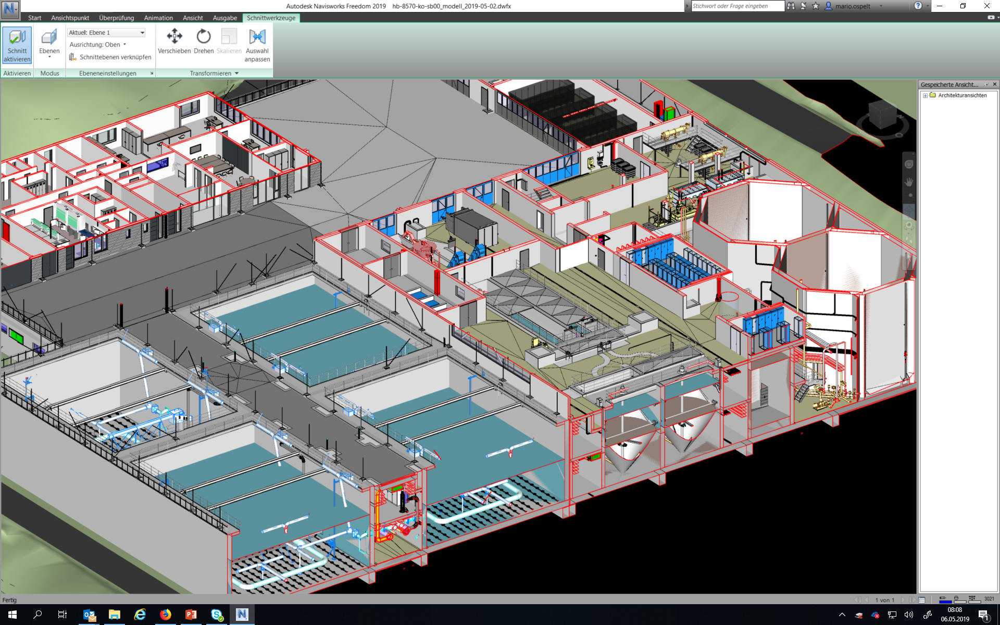 Autodesk Navisworks Freedom 2019 hb-8570-ko-sb00_modell_2019-05-02.dwfx
Stichwort oder Frage eingeben
mario.ospelt
Start Ansichtspunkt Überprüfung Animation Ansicht Ausgabe Schnittwerkzeuge
Schnitt aktivieren
Ebenen
Aktuell: Ebene 1
Ausrichtung: Oben
Schnittebenen verknüpfen
Verschieben Drehen Skalieren Auswahl anpassen
Aktivieren Modus Ebeneneinstellungen Transformieren
Gespeicherte Ansicht...
Architekturansichten
Fertig
1 von 1
3021
08:08
06.05.2019
1